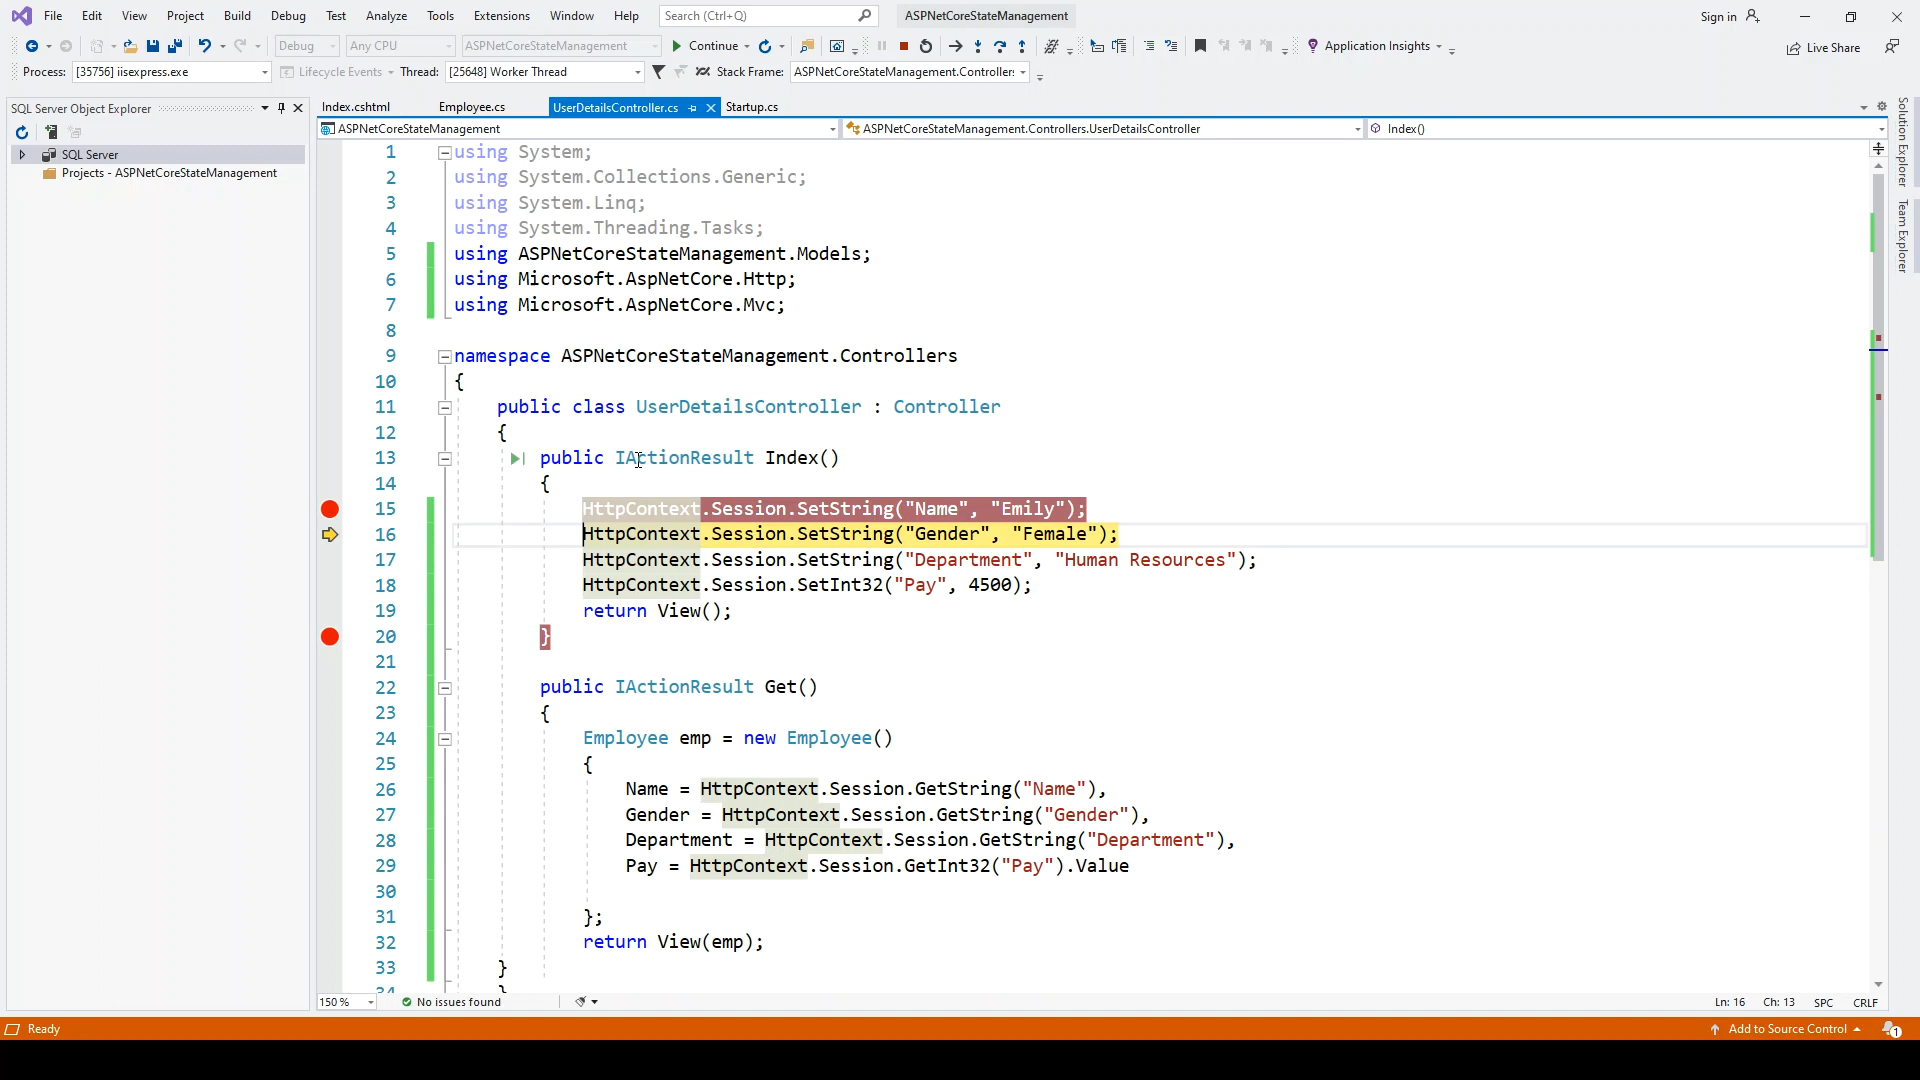 File Edit View Project Build Debug Test Analyze Tools Extensions Window Help Search (Ctrl+Q) ASPNetCoreStateManagement Sign in
Debug Any CPU ASPNetCoreStateManagement Continue Application Insights Live Share
Process: [35756] iisexpress.exe Lifecycle Events Thread: [25648] Worker Thread Stack Frame: ASPNetCoreStateManagement.Controller:
SQL Server Object Explorer
SQL Server
Projects - ASPNetCoreStateManagement
Index.cshtml Employee.cs UserDetailsController.cs Startup.cs
ASPNetCoreStateManagement ASPNetCoreStateManagement.Controllers.UserDetailsController Index()
1 using System;
2 using System.Collections.Generic;
3 using System.Linq;
4 using System.Threading.Tasks;
5 using ASPNetCoreStateManagement.Models;
6 using Microsoft.AspNetCore.Http;
7 using Microsoft.AspNetCore.Mvc;
8
9 namespace ASPNetCoreStateManagement.Controllers
10 {
11 public class UserDetailsController : Controller
12 {
13 public IActionResult Index()
14 {
15 HttpContext.Session.SetString("Name", "Emily");
16 HttpContext.Session.SetString("Gender", "Female");
17 HttpContext.Session.SetString("Department", "Human Resources");
18 HttpContext.Session.SetInt32("Pay", 4500);
19 return View();
20 }
21
22 public IActionResult Get()
23 {
24 Employee emp = new Employee()
25 {
26 Name = HttpContext.Session.GetString("Name"),
27 Gender = HttpContext.Session.GetString("Gender"),
28 Department = HttpContext.Session.GetString("Department"),
29 Pay = HttpContext.Session.GetInt32("Pay").Value
30
31 };
32 return View(emp);
33 }
34 }
150 % No issues found Ln: 16 Ch: 13 SPC CRLF
Ready Add to Source Control 1
Solution Explorer
Team Explorer